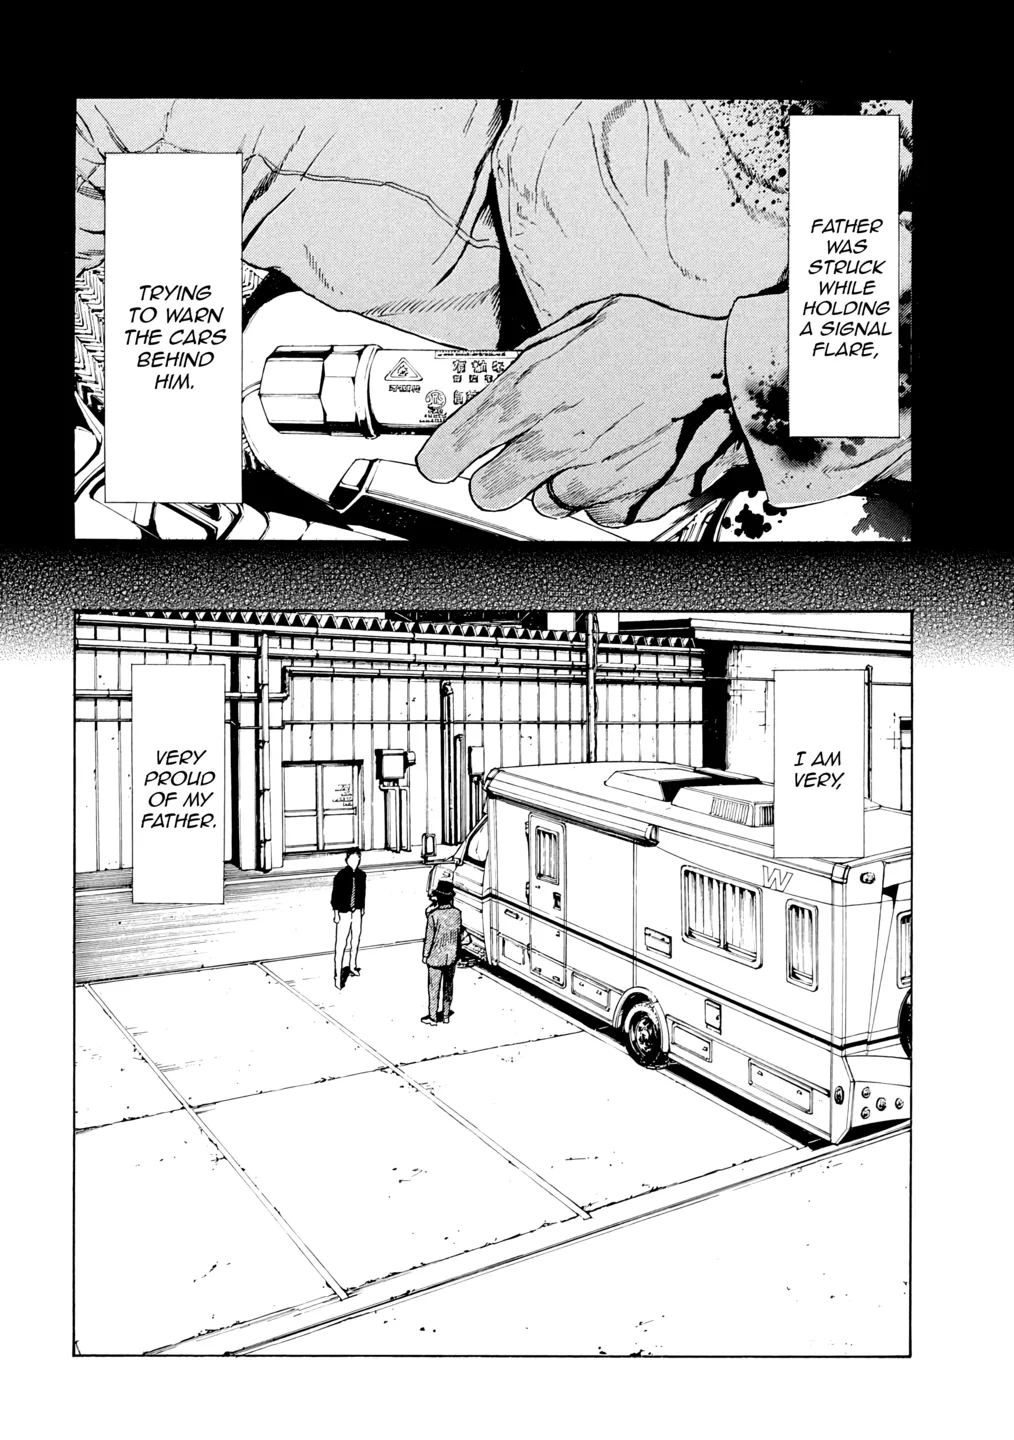 FATHER
WAS
STRUCK
WHILE
HOLDING
A SIGNAL
FLARE,
TRYING
TO WARN
THE CARS
BEHIND
HIM.
I AM
VERY,
VERY
PROUD
OF MY
FATHER.
W